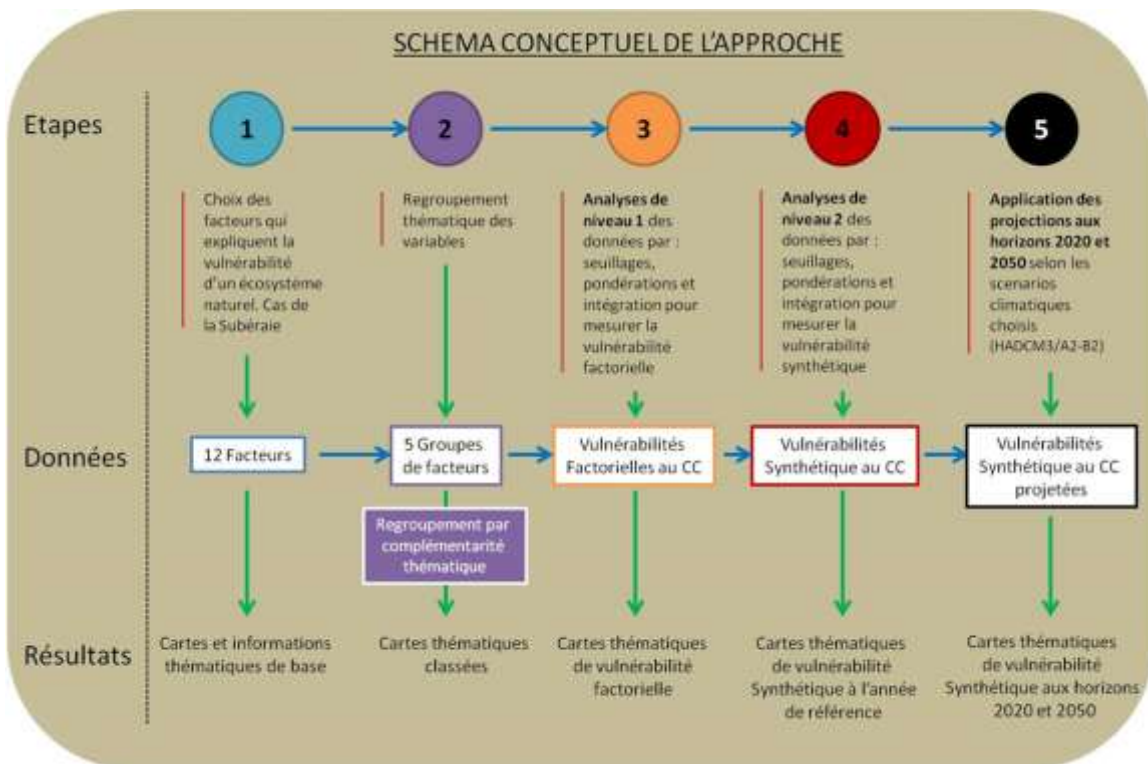 SCHEMA CONCEPTUEL DE L'APPROCHE
Etapes
1
2
3
4
5
Choix des
facteurs qui
expliquent la
vulnérabilité
d'un écosystème
naturel. Cas de
la Subéraie
Regroupement
thématique des
variables
Analyses de
niveau 1 des
données par :
seuillages,
pondérations et
intégration pour
mesurer la
vulnérabilité
factorielle
Analyses de
niveau 2 des
données par :
seuillages,
pondérations et
intégration pour
mesurer la
vulnérabilité
synthétique
Application des
projections aux
horizons 2020 et
2050 selon les
scenarios
climatiques
choisis
(HADCM3/A2-B2)
Données
12 Facteurs
5 Groupes
de facteurs
Vulnérabilités
Factorielles au CC
Vulnérabilités
Synthétique au CC
Vulnérabilités
Synthétique au CC
projetées
Regroupement par
complémentarité
thématique
Résultats
Cartes et informations
thématiques de base
Cartes thématiques
classées
Cartes thématiques
de vulnérabilité
factorielle
Cartes thématiques
de vulnérabilité
Synthétique à l'année
de référence
Cartes thématiques
de vulnérabilité
Synthétique aux horizons
2020 et 2050